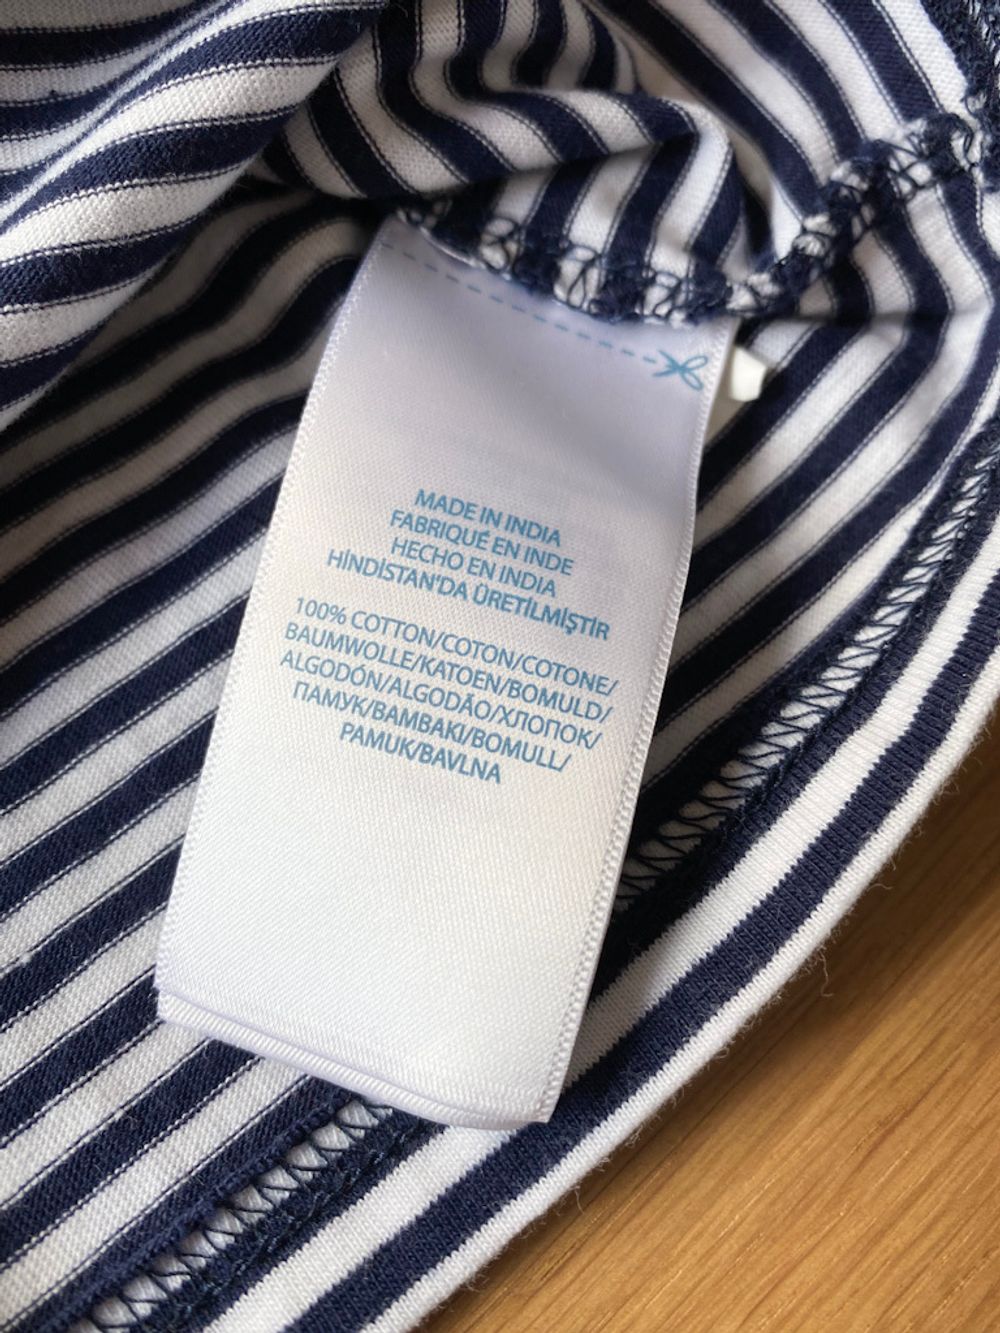 MADE IN INDIA
FABRIQUÉ EN INDE
HECHO EN INDIA
HİNDİSTAN'DA ÜRETİLMİŞTİR
100% COTTON/COTON/COTONE/
BAUMWOLLE/KATOEN/BOMULD/
ALGODÓN/ALGODÃO/ХЛОПОК/
ПАМУК/BAMBAKI/BOMULL/
PAMUK/BAVLNA